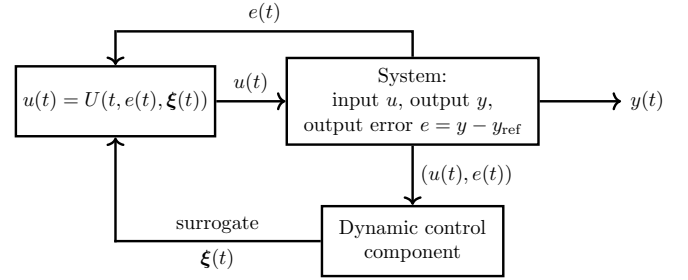 e(t)
u(t) = U(t, e(t), ξ(t))
u(t)
System:
input u, output y,
output error e = y − y_ref
y(t)
(u(t), e(t))
surrogate
ξ(t)
Dynamic control
component